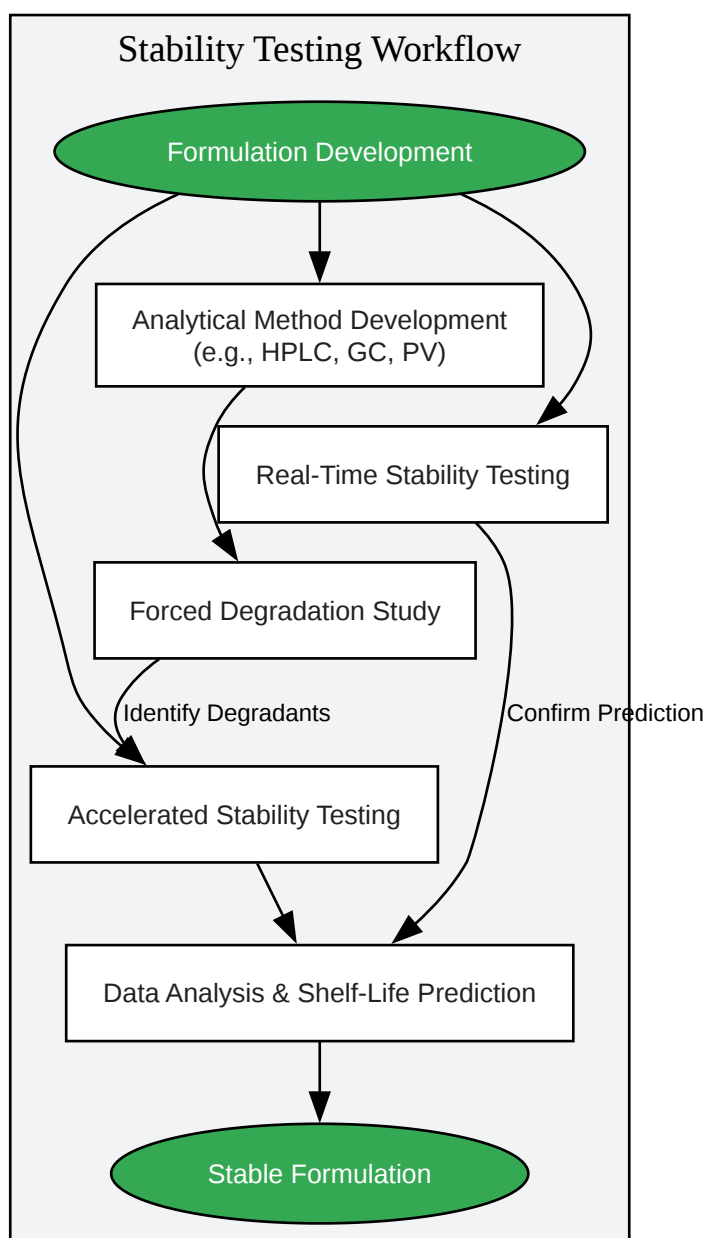 Stability Testing Workflow
Formulation Development
Analytical Method Development
(e.g., HPLC, GC, PV)
Real-Time Stability Testing
Forced Degradation Study
Identify Degradants
Confirm Prediction
Accelerated Stability Testing
Data Analysis & Shelf-Life Prediction
Stable Formulation